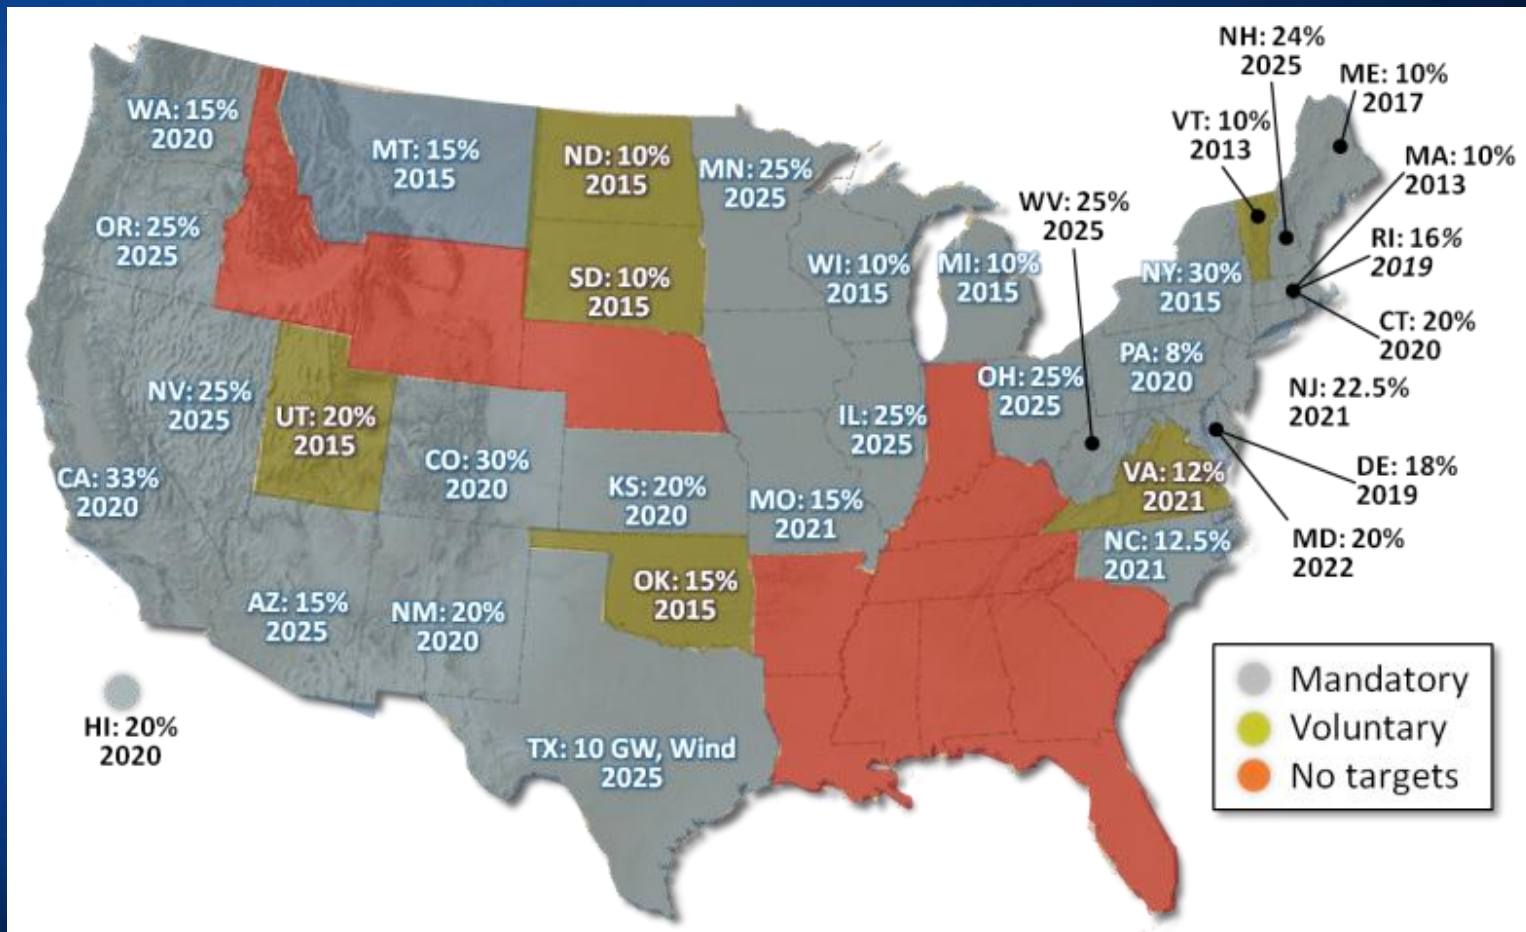 NH: 24%
2025
ME: 10%
2017
VT: 10%
2013
MA: 10%
2013
WA: 15%
2020
MT: 15%
2015
ND: 10%
2015
MN: 25%
2025
WV: 25%
2025
RI: 16%
2019
OR: 25%
2025
SD: 10%
2015
WI: 10%
2015
MI: 10%
2015
NY: 30%
2015
CT: 20%
2020
PA: 8%
2020
NV: 25%
2025
UT: 20%
2015
OH: 25%
2025
NJ: 22.5%
2021
IL: 25%
2025
CO: 30%
2020
CA: 33%
2020
KS: 20%
2020
MO: 15%
2021
VA: 12%
2021
DE: 18%
2019
NC: 12.5%
2021
MD: 20%
2022
AZ: 15%
2025
NM: 20%
2020
OK: 15%
2015
HI: 20%
2020
TX: 10 GW, Wind
2025
Mandatory
Voluntary
No targets